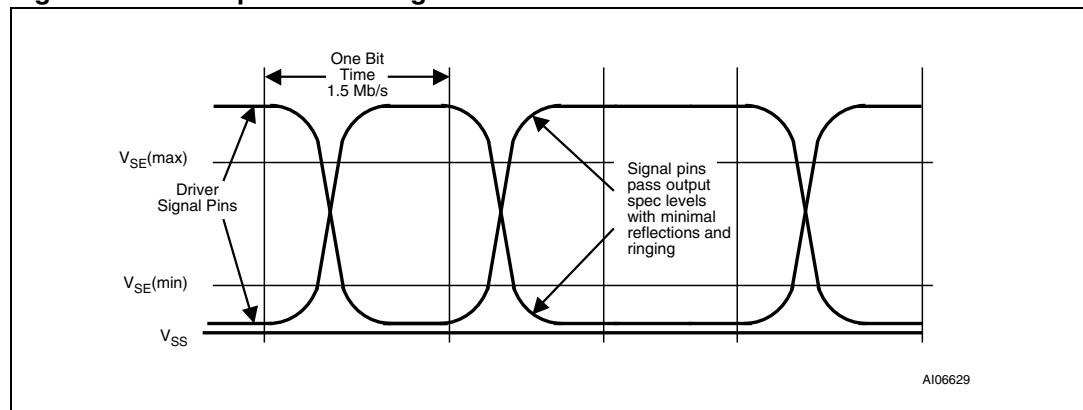 One Bit
Time
1.5 Mb/s
VSE(max)
Driver
Signal Pins
Signal pins
pass output
spec levels
with minimal
reflections and
ringing
VSE(min)
VSS
AI06629